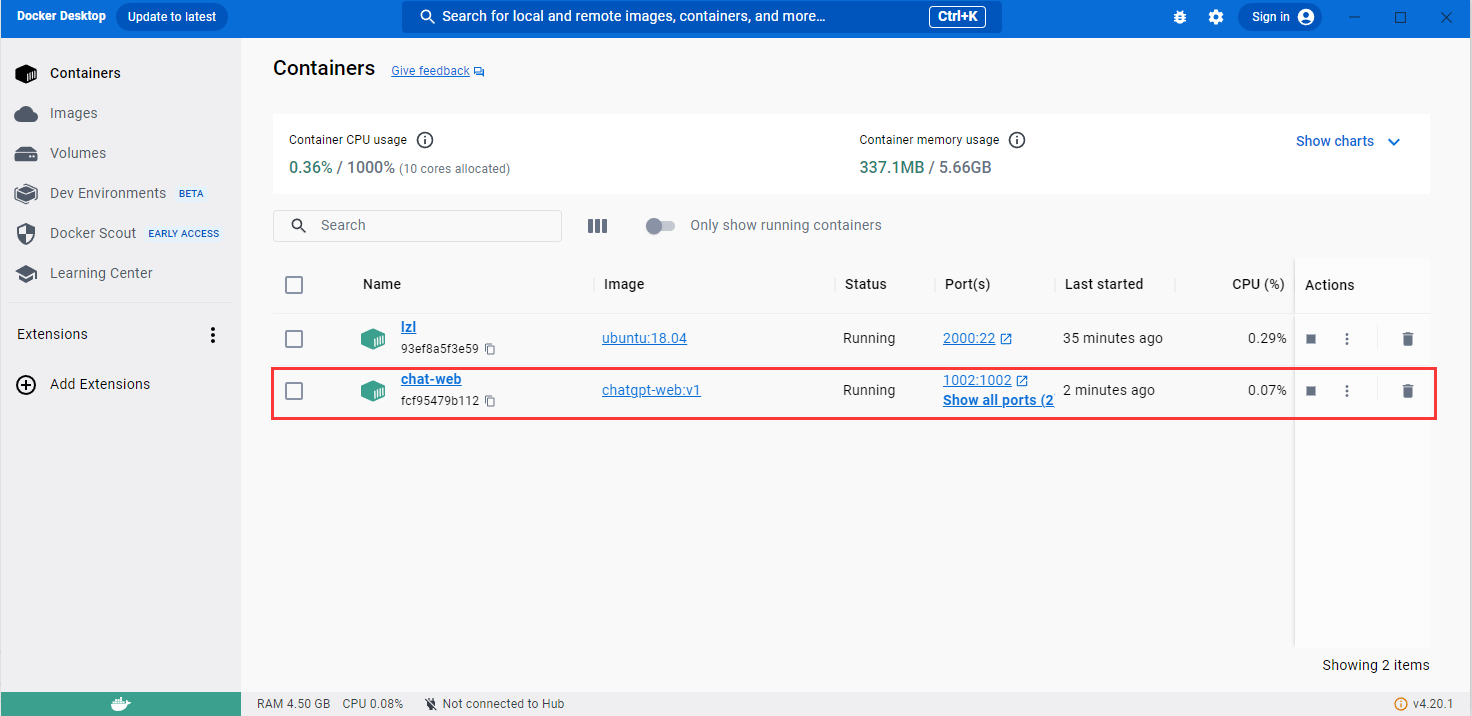 Docker Desktop Update to latest Search for local and remote images, containers, and more... Ctrl+K Sign in
Containers
Images
Volumes
Dev Environments BETA
Docker Scout EARLY ACCESS
Learning Center
Extensions
Add Extensions
Containers Give feedback
Container CPU usage
0.36% / 1000% (10 cores allocated)
Container memory usage
337.1MB / 5.66GB
Show charts
Search
Only show running containers
Name Image Status Port(s) Last started CPU (%) Actions
lzl
93ef8a5f3e59
ubuntu:18.04 Running 2000:22 35 minutes ago 0.29%
chat-web
fcf95479b112
chatgpt-web:v1 Running 1002:1002
Show all ports (2
2 minutes ago 0.07%
Showing 2 items
RAM 4.50 GB CPU 0.08% Not connected to Hub v4.20.1